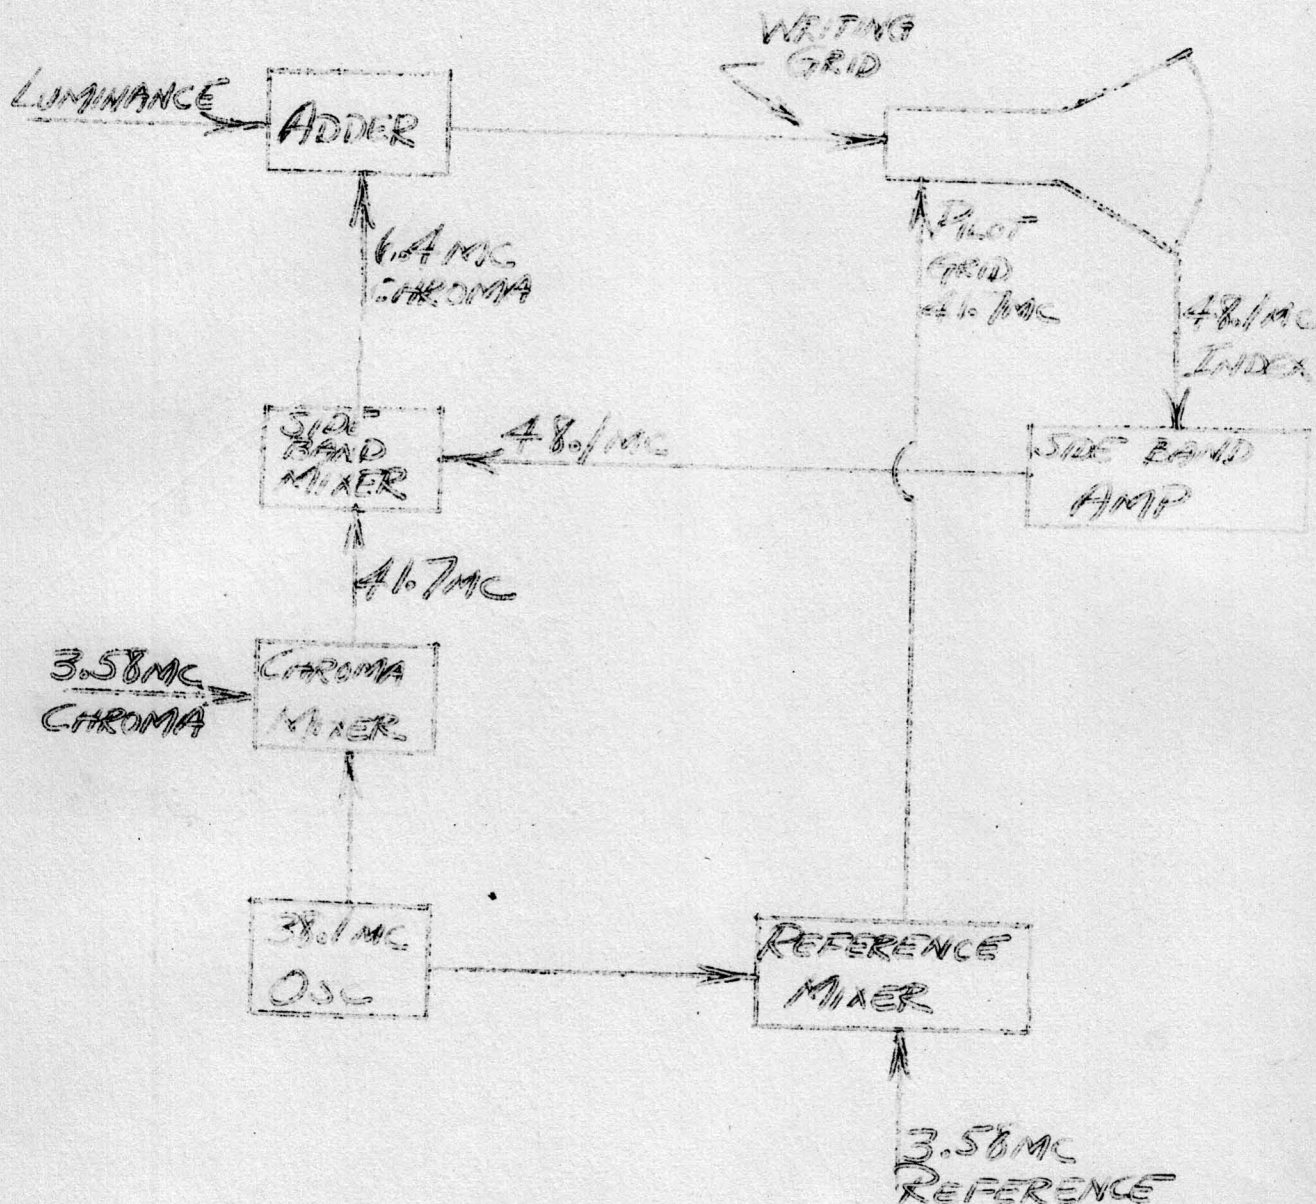 WRITING
GRID
LUMINANCE
ADDER
6.4 MC
CHROMA
PILOT
GRID
41.7MC
48.1MC
INDEX
SIDE
BAND
MIXER
48.1MC
SIDE BAND
AMP
41.7MC
3.58MC
CHROMA
CHROMA
MIXER
38.1MC
OSC
REFERENCE
MIXER
3.58MC
REFERENCE